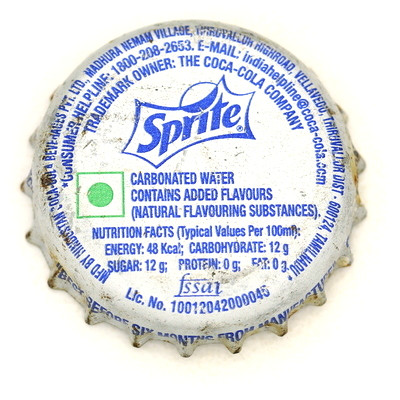 MFD. BY HINDUSTAN COCA-COLA BEVERAGES PVT. LTD., MADHURA NEMAM VILLAGE, THIRUVALLUR HIGHROAD, VELLAVEDU, THIRUVALLUR DIST - 600124, TAMILNADU.
*CONSUMER HELPLINE: 1800-208-2653. E-MAIL: indiahelpline@coca-cola.com
TRADEMARK OWNER: THE COCA-COLA COMPANY
Sprite
CARBONATED WATER
CONTAINS ADDED FLAVOURS
(NATURAL FLAVOURING SUBSTANCES).
NUTRITION FACTS (Typical Values Per 100ml):
ENERGY: 48 Kcal; CARBOHYDRATE: 12 g
SUGAR: 12 g; PROTEIN: 0 g; FAT: 0 g.
fssai
Lic. No. 10012042000045
BEST BEFORE SIX MONTHS FROM MANUFACTURE